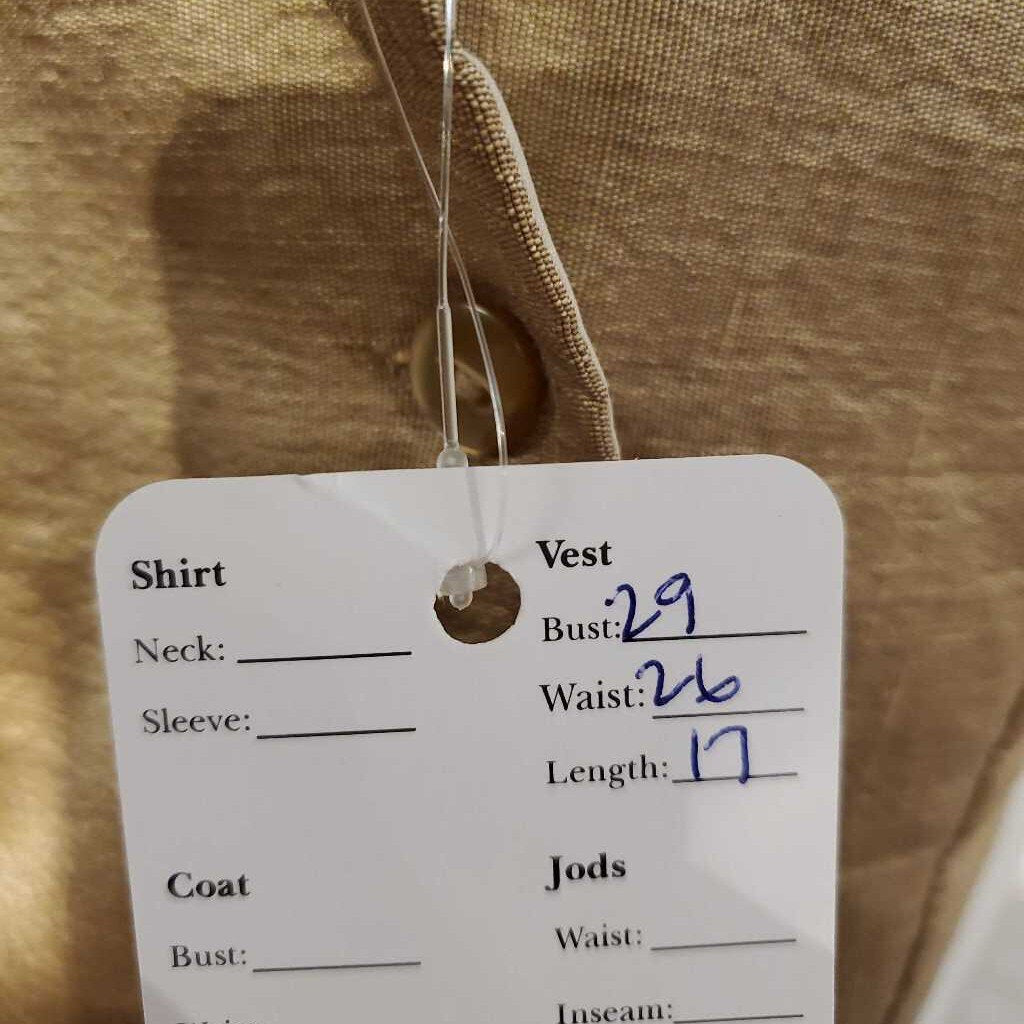 Shirt
Neck:
Sleeve:
Vest
Bust: 29
Waist: 26
Length: 17
Coat
Bust:
Jods
Waist:
Inseam: